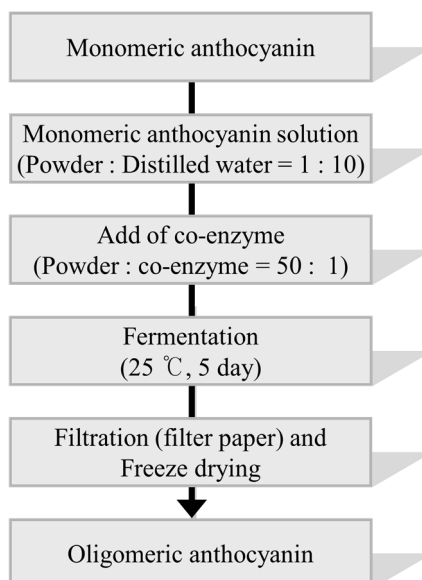 Monomeric anthocyanin
Monomeric anthocyanin solution
(Powder : Distilled water = 1 : 10)
Add of co-enzyme
(Powder : co-enzyme = 50 : 1)
Fermentation
(25 ℃, 5 day)
Filtration (filter paper) and
Freeze drying
Oligomeric anthocyanin